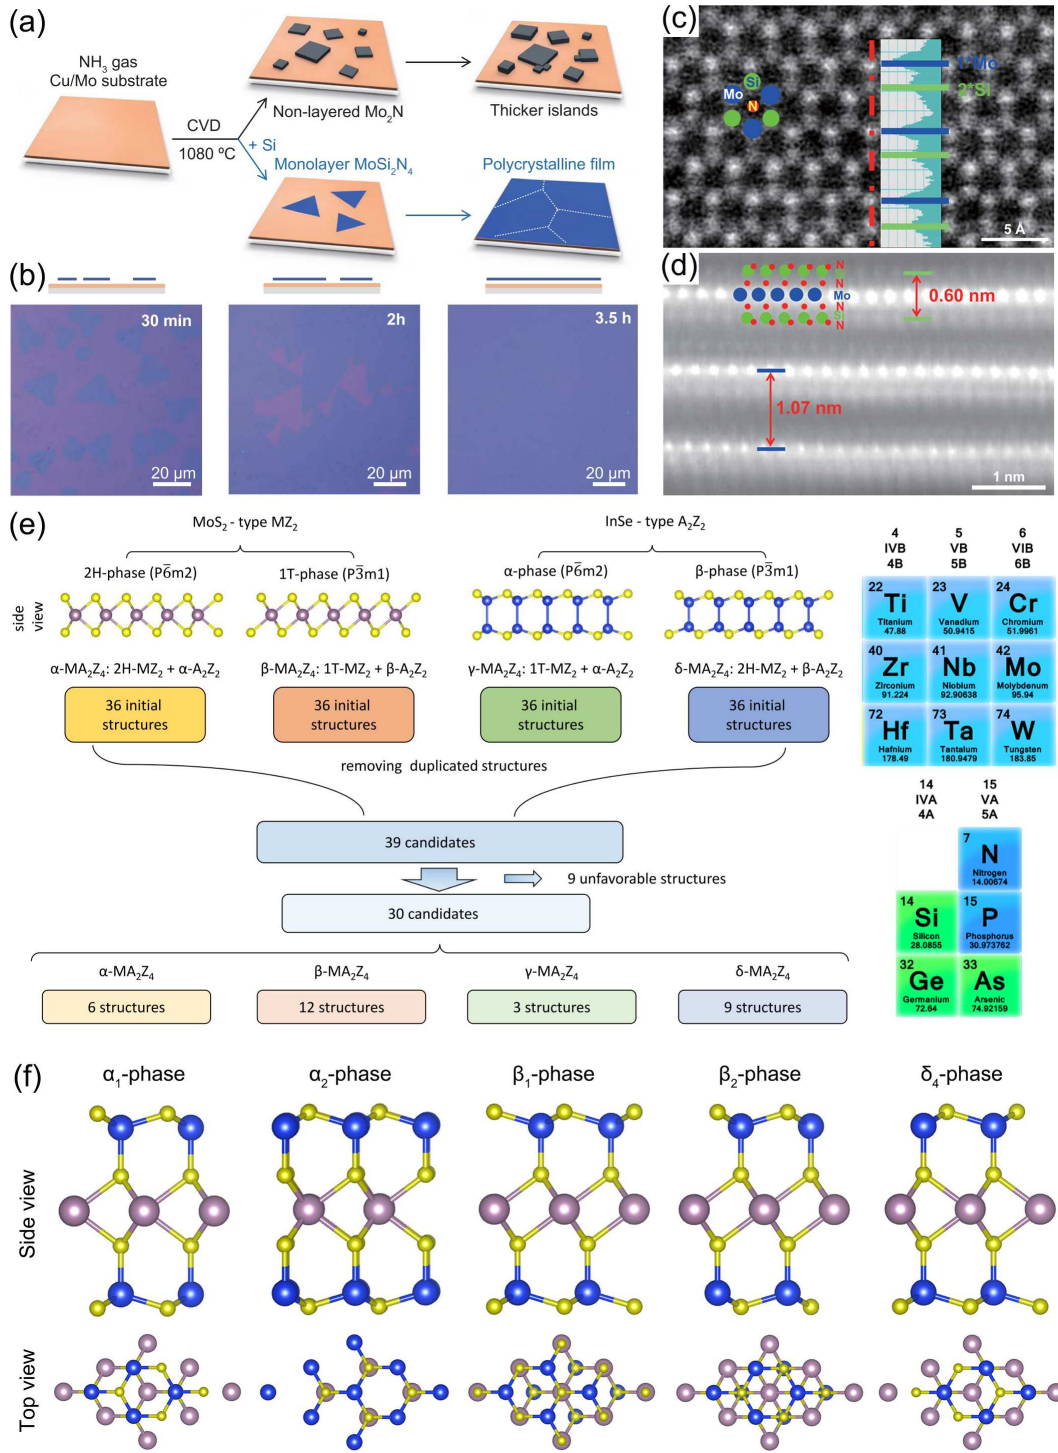 (a)
NH3 gas
Cu/Mo substrate
CVD
1080 ºC
+ Si
Non-layered Mo2N
Thicker islands
Monolayer MoSi2N4
Polycrystalline film
(b)
30 min
20 µm
2h
20 µm
3.5 h
20 µm
(c)
Si
Mo
N
1*Mo
2*Si
5 Å
(d)
N
Si
N
Mo
N
Si
N
0.60 nm
1.07 nm
1 nm
(e)
MoS2 - type MZ2
InSe - type A2Z2
2H-phase (P6̅m2)
1T-phase (P3̅m1)
α-phase (P6̅m2)
β-phase (P3̅m1)
side
view
α-MA2Z4: 2H-MZ2 + α-A2Z2
β-MA2Z4: 1T-MZ2 + β-A2Z2
γ-MA2Z4: 1T-MZ2 + α-A2Z2
δ-MA2Z4: 2H-MZ2 + β-A2Z2
36 initial
structures
36 initial
structures
36 initial
structures
36 initial
structures
removing duplicated structures
39 candidates
9 unfavorable structures
30 candidates
α-MA2Z4
β-MA2Z4
γ-MA2Z4
δ-MA2Z4
6 structures
12 structures
3 structures
9 structures
4
IVB
4B
5
VB
5B
6
VIB
6B
22
Ti
Titanium
47.88
23
V
Vanadium
50.9415
24
Cr
Chromium
51.9961
40
Zr
Zirconium
91.224
41
Nb
Niobium
92.90638
42
Mo
Molybdenum
95.94
72
Hf
Hafnium
178.49
73
Ta
Tantalum
180.9479
74
W
Tungsten
183.85
14
IVA
4A
15
VA
5A
7
N
Nitrogen
14.00674
14
Si
Silicon
28.0855
15
P
Phosphorus
30.973762
32
Ge
Germanium
72.64
33
As
Arsenic
74.92159
(f)
α1-phase
α2-phase
β1-phase
β2-phase
δ4-phase
Side view
Top view